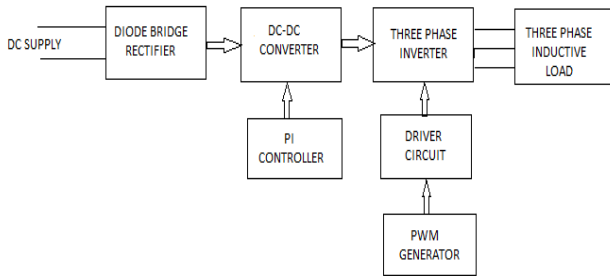 DC SUPPLY
DIODE BRIDGE
RECTIFIER
DC-DC
CONVERTER
THREE PHASE
INVERTER
THREE PHASE
INDUCTIVE
LOAD
PI
CONTROLLER
DRIVER
CIRCUIT
PWM
GENERATOR